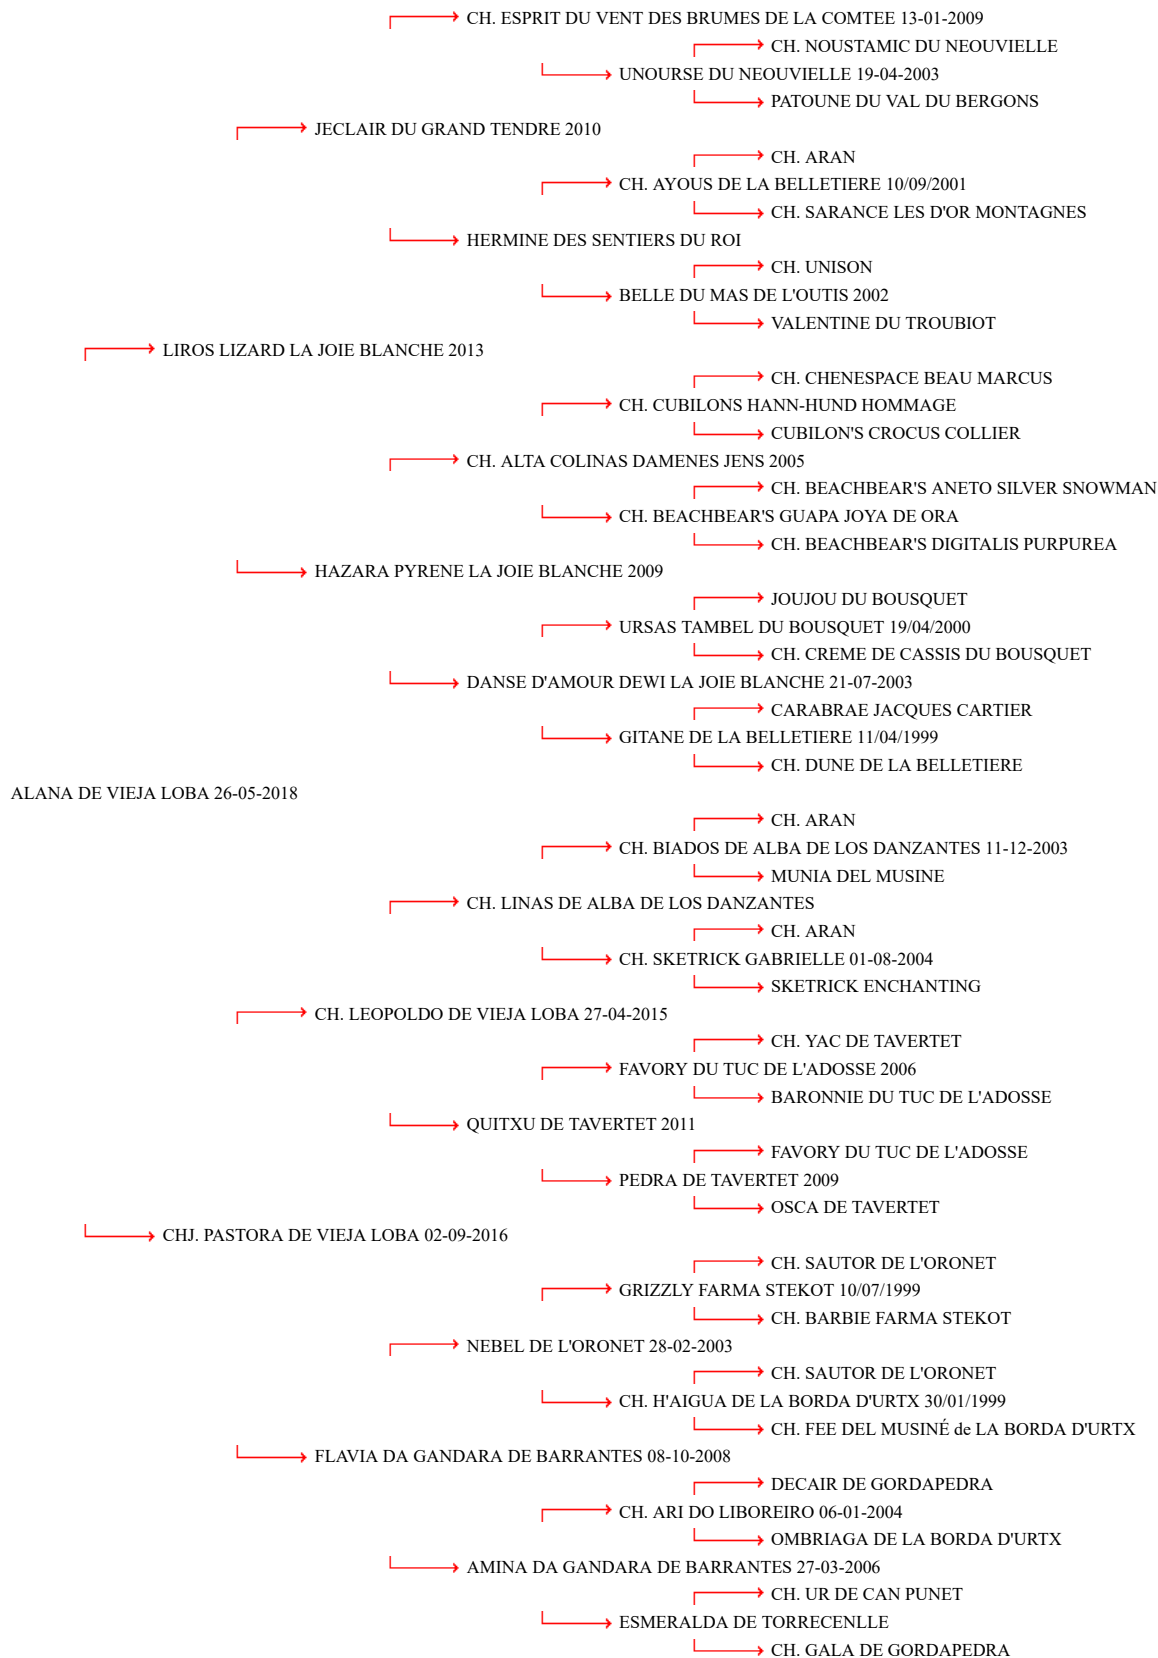 CH. ESPRIT DU VENT DES BRUMES DE LA COMTEE 13-01-2009
CH. NOUSTAMIC DU NEOUVIELLE
UNOURSE DU NEOUVIELLE 19-04-2003
PATOUNE DU VAL DU BERGONS
JECLAIR DU GRAND TENDRE 2010
CH. ARAN
CH. AYOUS DE LA BELLETIERE 10/09/2001
CH. SARANCE LES D'OR MONTAGNES
HERMINE DES SENTIERS DU ROI
CH. UNISON
BELLE DU MAS DE L'OUTIS 2002
VALENTINE DU TROUBIOT
LIROS LIZARD LA JOIE BLANCHE 2013
CH. CHENESPACE BEAU MARCUS
CH. CUBILONS HANN-HUND HOMMAGE
CUBILON'S CROCUS COLLIER
CH. ALTA COLINAS DAMENES JENS 2005
CH. BEACHBEAR'S ANETO SILVER SNOWMAN
CH. BEACHBEAR'S GUAPA JOYA DE ORA
CH. BEACHBEAR'S DIGITALIS PURPUREA
HAZARA PYRENE LA JOIE BLANCHE 2009
JOUJOU DU BOUSQUET
URSAS TAMBEL DU BOUSQUET 19/04/2000
CH. CREME DE CASSIS DU BOUSQUET
DANSE D'AMOUR DEWI LA JOIE BLANCHE 21-07-2003
CARABRAE JACQUES CARTIER
GITANE DE LA BELLETIERE 11/04/1999
CH. DUNE DE LA BELLETIERE
ALANA DE VIEJA LOBA 26-05-2018
CH. ARAN
CH. BIADOS DE ALBA DE LOS DANZANTES 11-12-2003
MUNIA DEL MUSINE
CH. LINAS DE ALBA DE LOS DANZANTES
CH. ARAN
CH. SKETRICK GABRIELLE 01-08-2004
SKETRICK ENCHANTING
CH. LEOPOLDO DE VIEJA LOBA 27-04-2015
CH. YAC DE TAVERTET
FAVORY DU TUC DE L'ADOSSE 2006
BARONNIE DU TUC DE L'ADOSSE
QUITXU DE TAVERTET 2011
FAVORY DU TUC DE L'ADOSSE
PEDRA DE TAVERTET 2009
OSCA DE TAVERTET
CHJ. PASTORA DE VIEJA LOBA 02-09-2016
CH. SAUTOR DE L'ORONET
GRIZZLY FARMA STEKOT 10/07/1999
CH. BARBIE FARMA STEKOT
NEBEL DE L'ORONET 28-02-2003
CH. SAUTOR DE L'ORONET
CH. H'AIGUA DE LA BORDA D'URTX 30/01/1999
CH. FEE DEL MUSINÉ de LA BORDA D'URTX
FLAVIA DA GANDARA DE BARRANTES 08-10-2008
DECAIR DE GORDAPEDRA
CH. ARI DO LIBOREIRO 06-01-2004
OMBRIAGA DE LA BORDA D'URTX
AMINA DA GANDARA DE BARRANTES 27-03-2006
CH. UR DE CAN PUNET
ESMERALDA DE TORRECENLLE
CH. GALA DE GORDAPEDRA